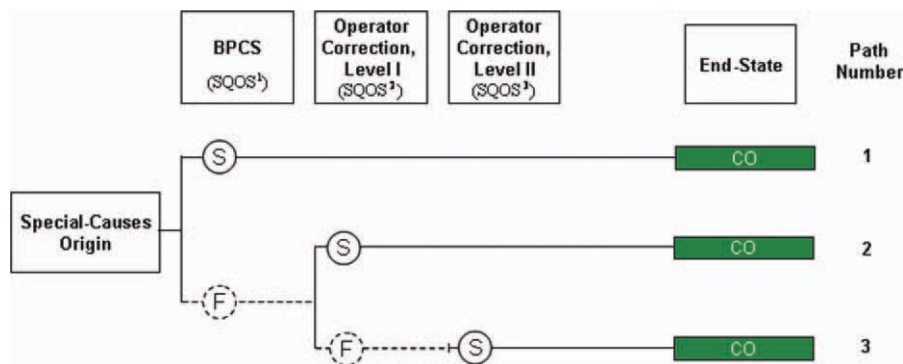 BPCS
(SQOS¹)
Operator
Correction,
Level I
(SQOS³)
Operator
Correction,
Level II
(SQOS³)
End-State
Path
Number
S
CO
1
Special-Causes
Origin
S
CO
2
F
F
S
CO
3